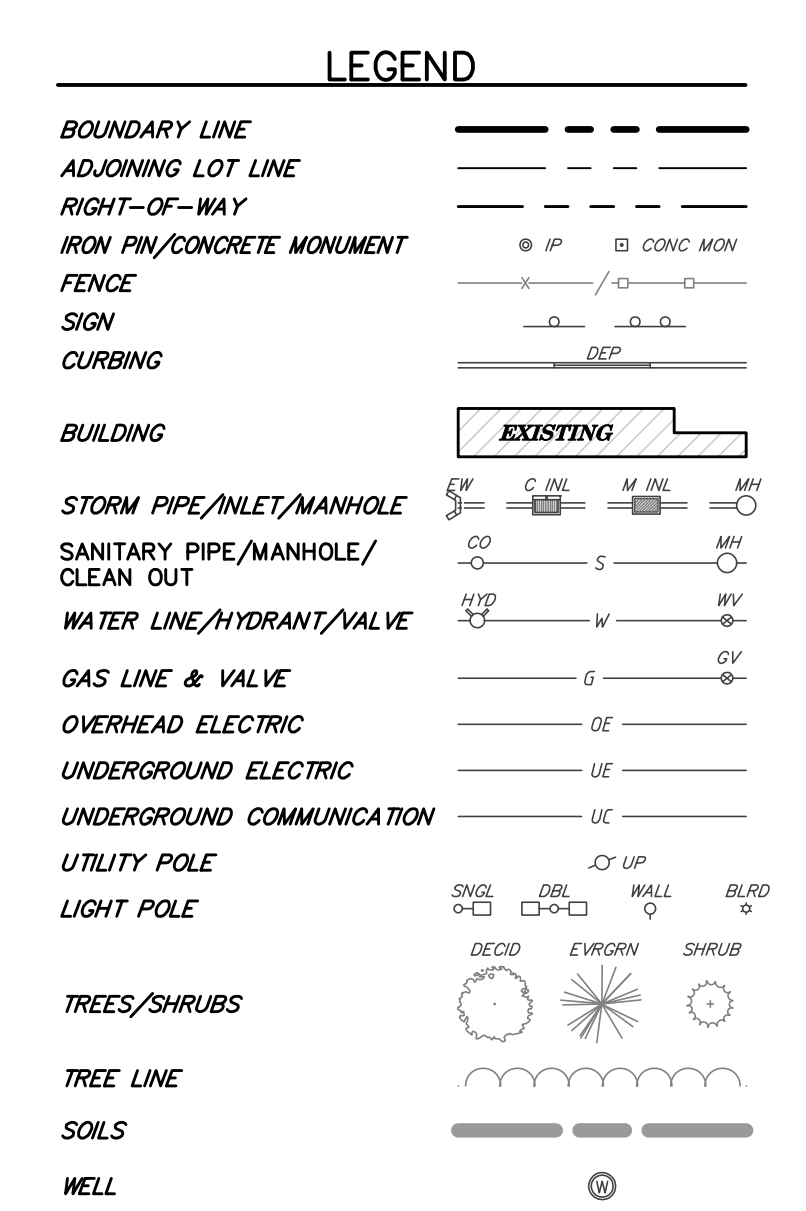 LEGEND
BOUNDARY LINE
ADJOINING LOT LINE
RIGHT-OF-WAY
IRON PIN/CONCRETE MONUMENT IP CONC MON
FENCE
SIGN
CURBING DEP
BUILDING EXISTING
EW C INL M INL MH
STORM PIPE/INLET/MANHOLE
CO MH
SANITARY PIPE/MANHOLE/
CLEAN OUT
S
HYD WV
WATER LINE/HYDRANT/VALVE W
GV
GAS LINE & VALVE G
OVERHEAD ELECTRIC OE
UNDERGROUND ELECTRIC UE
UNDERGROUND COMMUNICATION UC
UTILITY POLE UP
SNGL DBL WALL BLRD
LIGHT POLE
DECID EVRGRN SHRUB
TREES/SHRUBS
TREE LINE
SOILS
WELL W